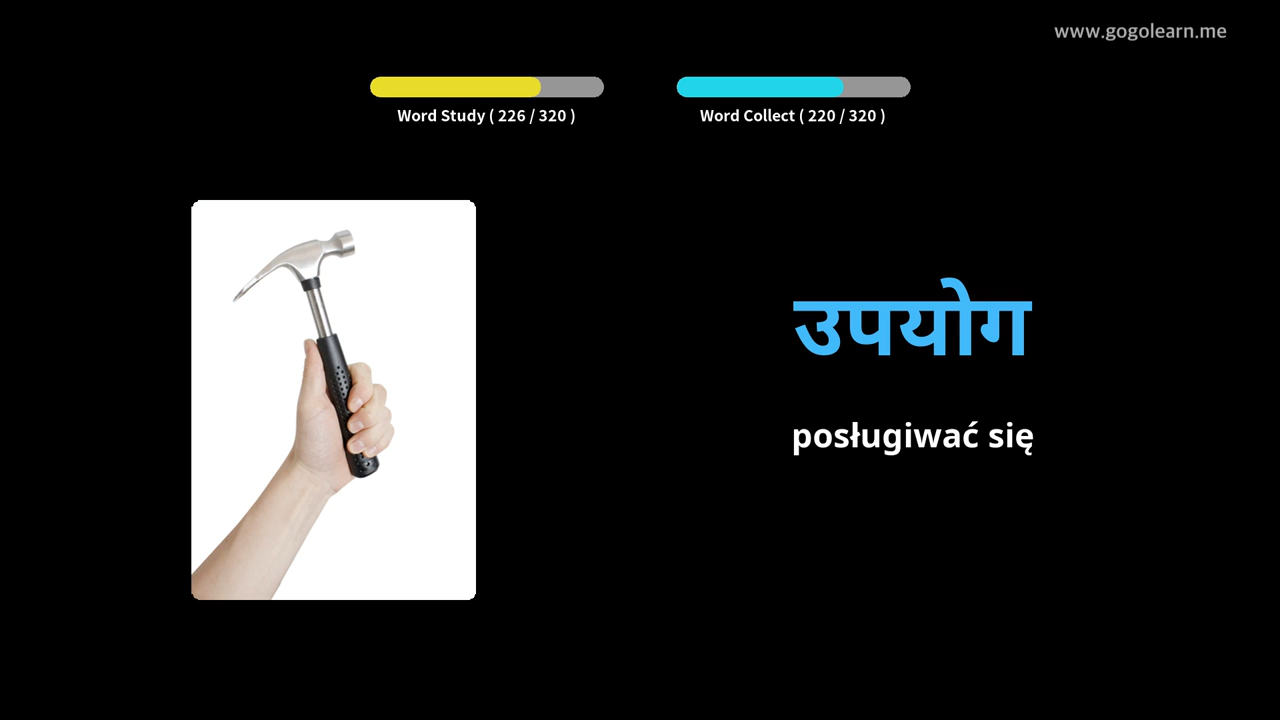 www.gogolearn.me
Word Study ( 226 / 320 )
Word Collect ( 220 / 320 )
उपयोग
posługiwać się